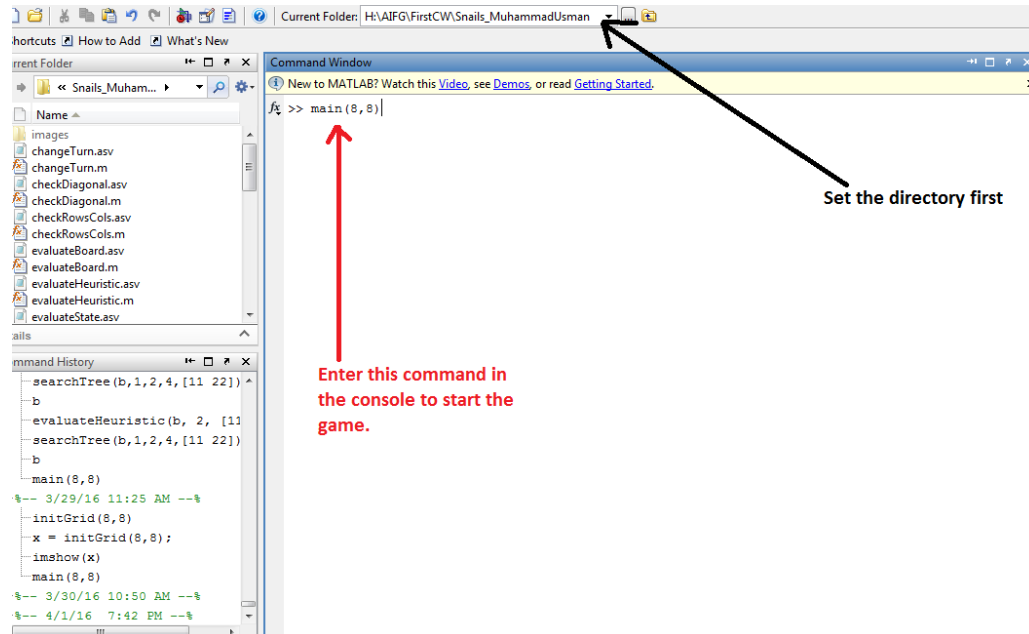 Current Folder: H:\AIFG\FirstCW\Snails_MuhammadUsman
How to Add What's New
Current Folder
« Snails_Muham...
Name
images
changeTurn.asv
changeTurn.m
checkDiagonal.asv
checkDiagonal.m
checkRowsCols.asv
checkRowsCols.m
evaluateBoard.asv
evaluateBoard.m
evaluateHeuristic.asv
evaluateHeuristic.m
evaluateState.asv
ails
ommand History
searchTree(b,1,2,4,[11 22])
b
evaluateHeuristic(b, 2, [11
searchTree(b,1,2,4,[11 22])
b
main(8,8)
%-- 3/29/16 11:25 AM --%
initGrid(8,8)
x = initGrid(8,8);
imshow(x)
main(8,8)
%-- 3/30/16 10:50 AM --%
%-- 4/1/16 7:42 PM --%
Command Window
New to MATLAB? Watch this Video, see Demos, or read Getting Started.
fx >> main(8,8)
Set the directory first
Enter this command in
the console to start the
game.